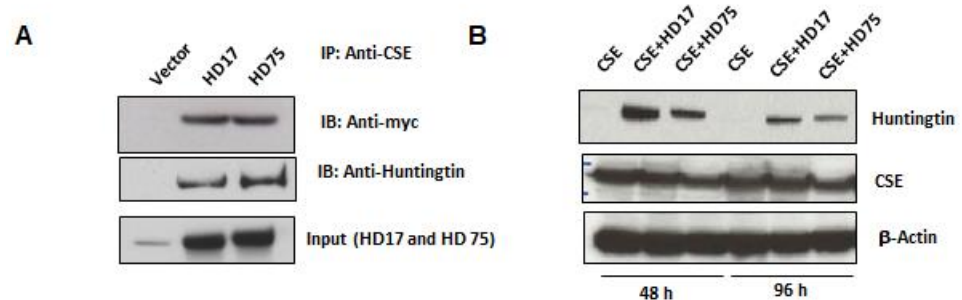 A
Vector
HD17
HD75
IP: Anti-CSE
IB: Anti-myc
IB: Anti-Huntingtin
Input (HD17 and HD 75)
B
CSE
CSE+HD17
CSE+HD75
CSE
CSE+HD17
CSE+HD75
Huntingtin
CSE
β-Actin
48 h
96 h